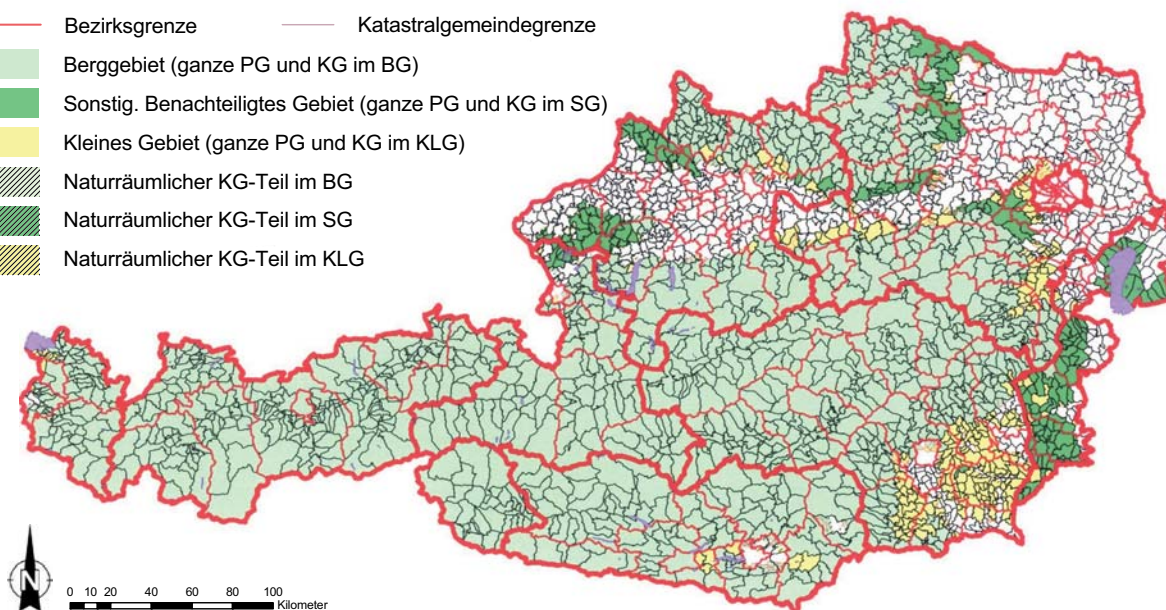 Bezirksgrenze Katastralgemeindegrenze
Berggebiet (ganze PG und KG im BG)
Sonstig. Benachteiligtes Gebiet (ganze PG und KG im SG)
Kleines Gebiet (ganze PG und KG im KLG)
Naturräumlicher KG-Teil im BG
Naturräumlicher KG-Teil im SG
Naturräumlicher KG-Teil im KLG
N
0 10 20 40 60 80 100
Kilometer